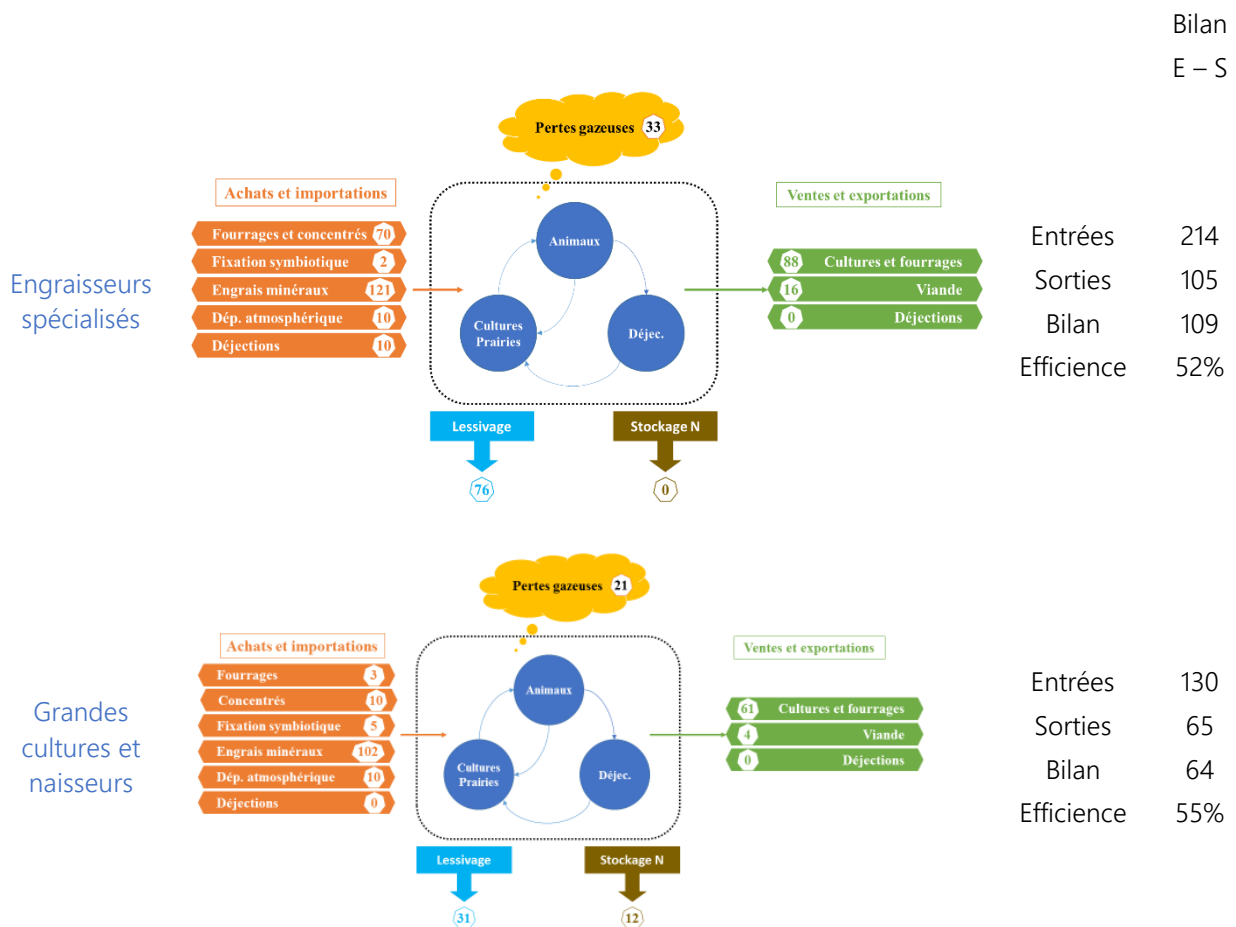 Bilan
E – S
Pertes gazeuses 33
Achats et importations
Ventes et exportations
Fourrages et concentrés 70
Fixation symbiotique 2
Engrais minéraux 121
Dép. atmosphérique 10
Déjections 10
Animaux
Cultures
Prairies
Déjec.
88 Cultures et fourrages
16 Viande
0 Déjections
Engraisseurs
spécialisés
Entrées 214
Sorties 105
Bilan 109
Efficience 52%
Lessivage
Stockage N
76
0
Pertes gazeuses 21
Achats et importations
Ventes et exportations
Fourrages 3
Concentrés 10
Fixation symbiotique 5
Engrais minéraux 102
Dép. atmosphérique 10
Déjections 0
Animaux
Cultures
Prairies
Déjec.
61 Cultures et fourrages
4 Viande
0 Déjections
Grandes
cultures et
naisseurs
Entrées 130
Sorties 65
Bilan 64
Efficience 55%
Lessivage
Stockage N
31
12